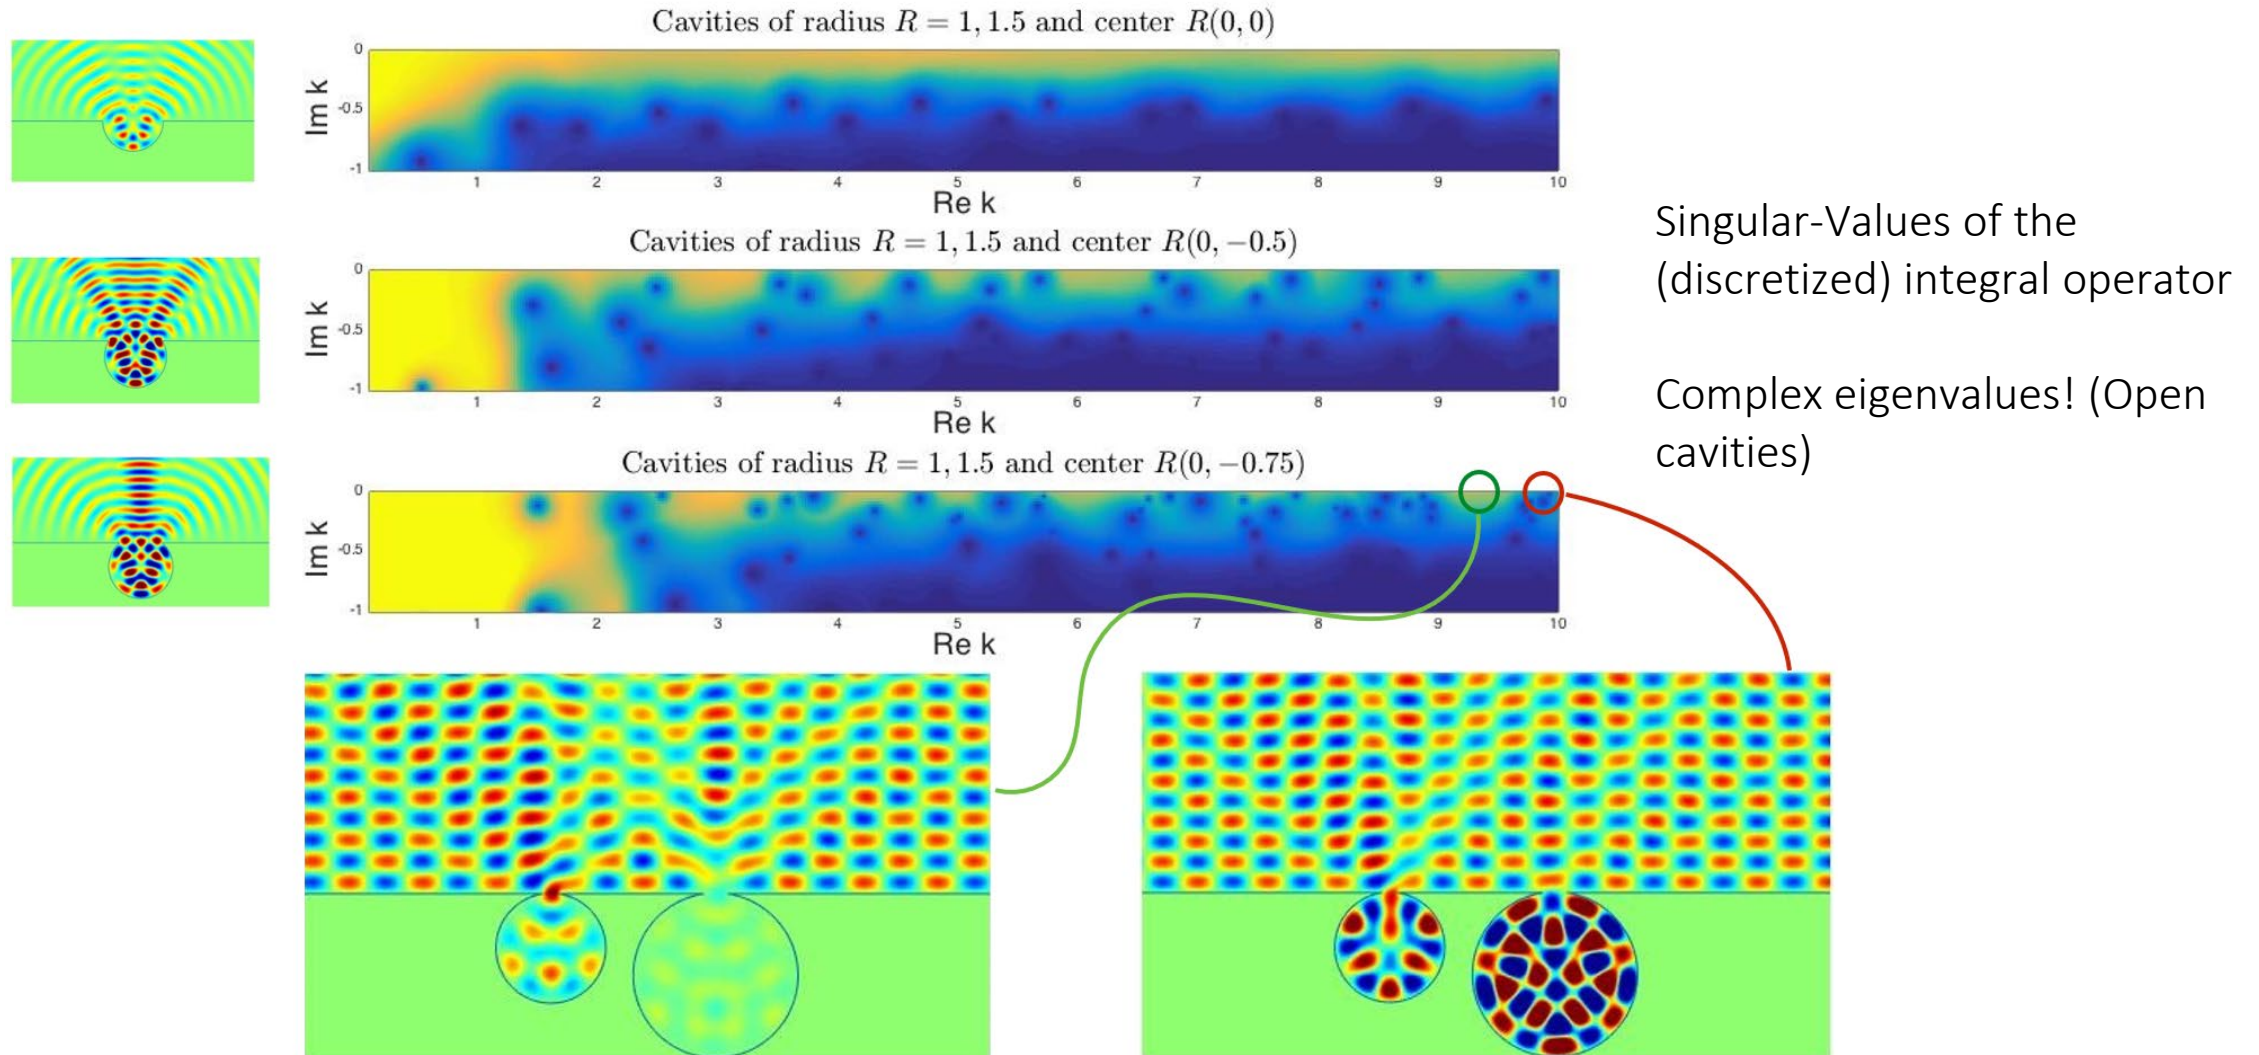 Cavities of radius R = 1, 1.5 and center R(0, 0)
0
-0.5
-1
Im k
1 2 3 4 5 6 7 8 9 10
Re k
Cavities of radius R = 1, 1.5 and center R(0, −0.5)
0
-0.5
-1
Im k
1 2 3 4 5 6 7 8 9 10
Re k
Cavities of radius R = 1, 1.5 and center R(0, −0.75)
0
-0.5
-1
Im k
1 2 3 4 5 6 7 8 9 10
Re k
Singular-Values of the
(discretized) integral operator
Complex eigenvalues! (Open
cavities)